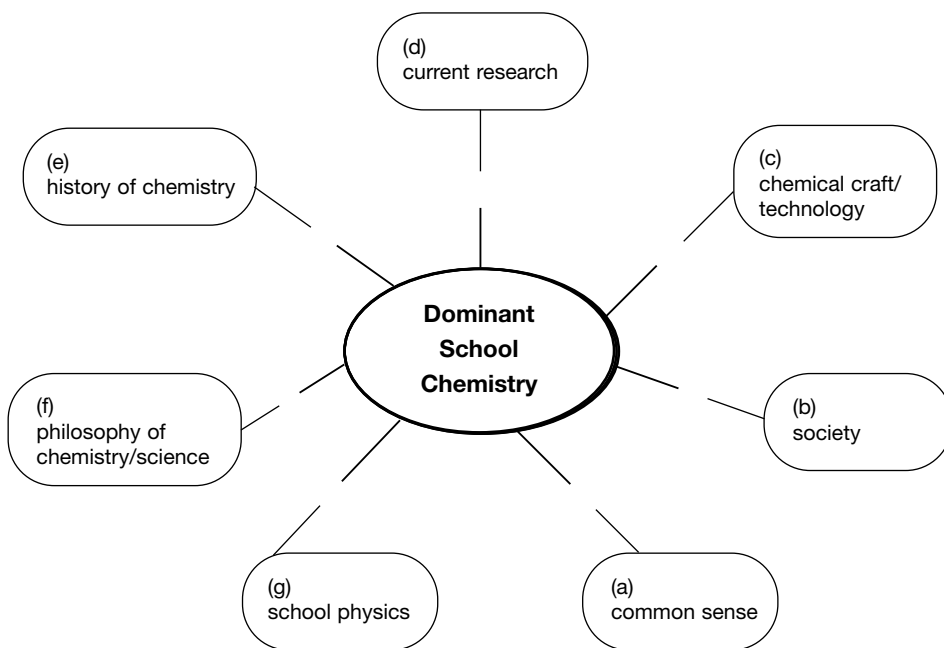 (d)
current research
(e)
history of chemistry
(c)
chemical craft/
technology
Dominant
School
Chemistry
(f)
philosophy of
chemistry/science
(b)
society
(g)
school physics
(a)
common sense